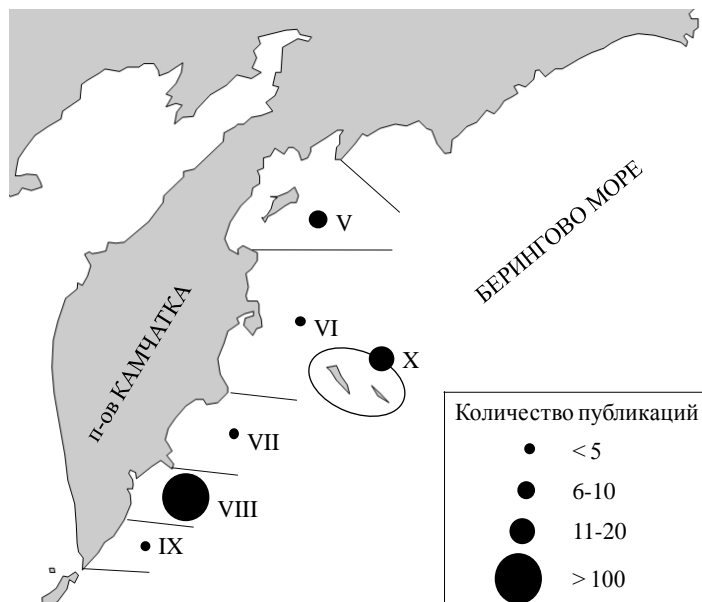 V
БЕРИНГОВО МОРЕ
VI
X
п-ов КАМЧАТКА
VII
VIII
IX
Количество публикаций
< 5
6-10
11-20
> 100